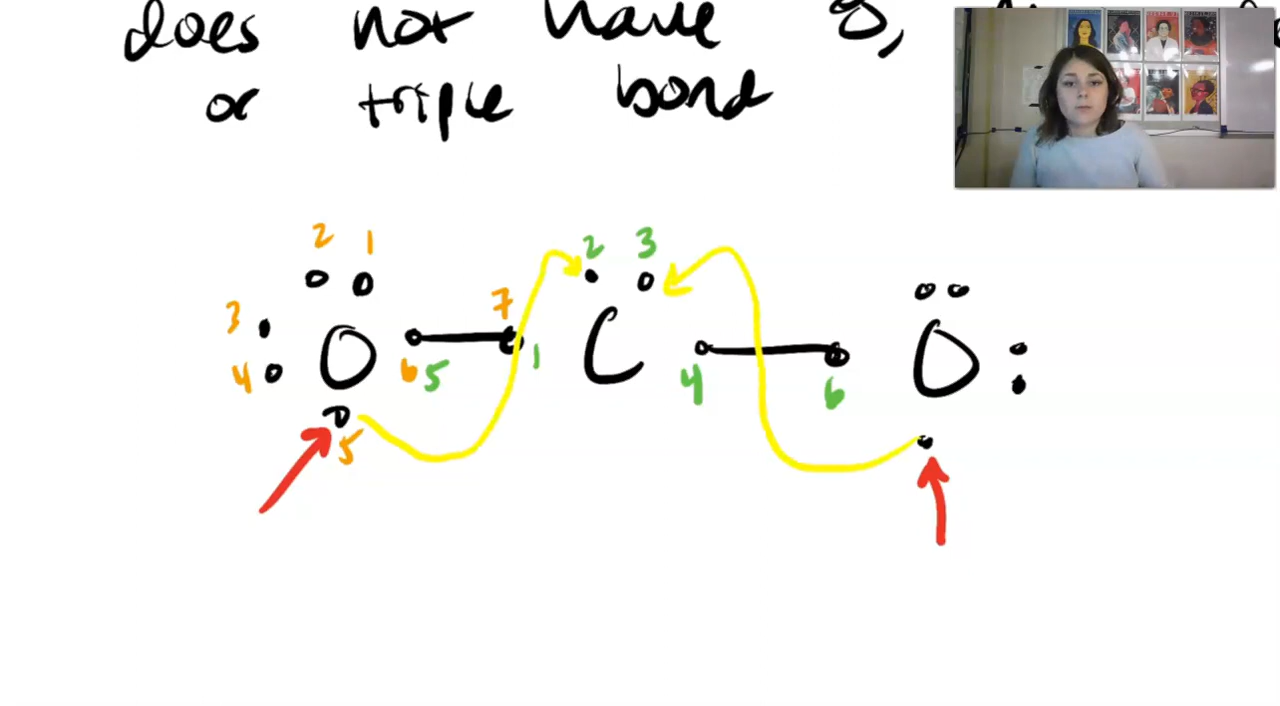 does not have 8,
or triple bond
2 1 2 3
3 7
O C O
4 6 5 1 4 6
5